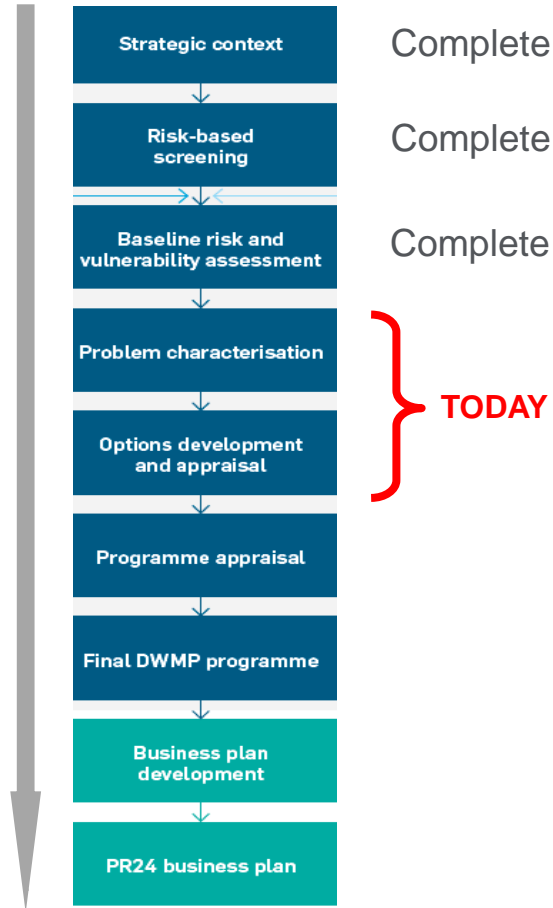 Strategic context
Complete
Risk-based
screening
Complete
Baseline risk and
vulnerability assessment
Complete
Problem characterisation
TODAY
Options development
and appraisal
Programme appraisal
Final DWMP programme
Business plan
development
PR24 business plan